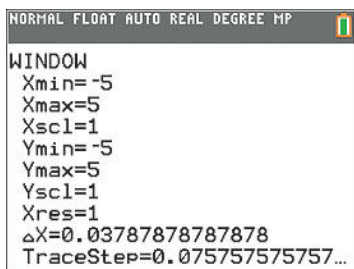 NORMAL FLOAT AUTO REAL DEGREE MP
WINDOW
Xmin=-5
Xmax=5
Xscl=1
Ymin=-5
Ymax=5
Yscl=1
Xres=1
△X=0.03787878787878
TraceStep=0.075757575757…